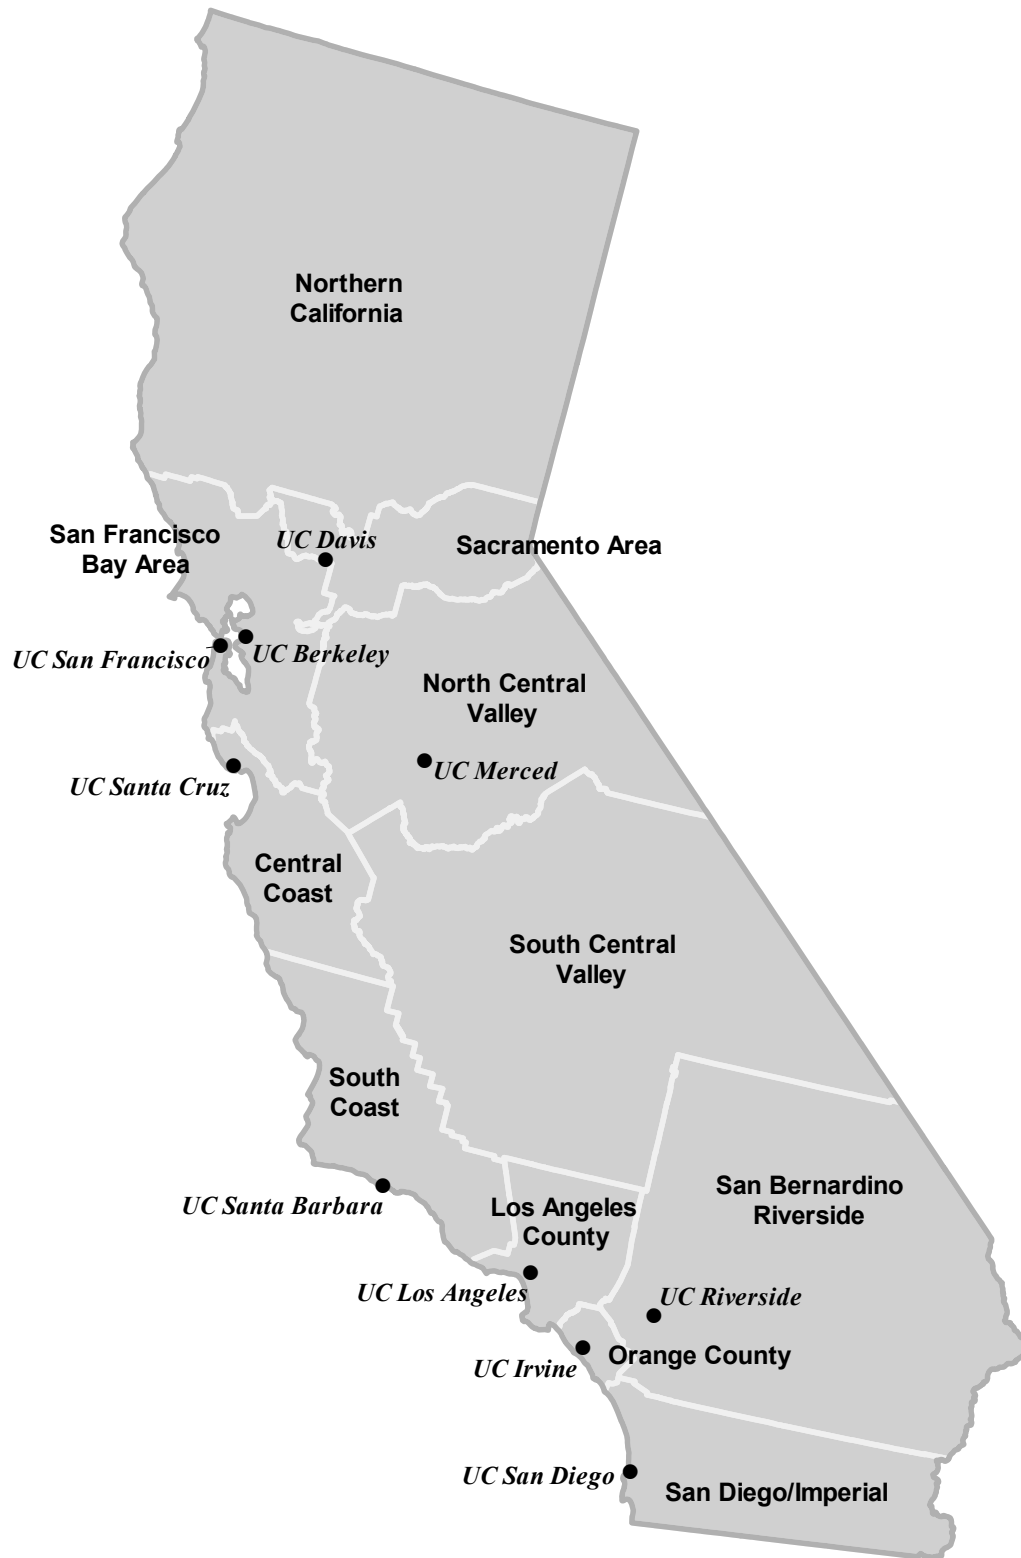 Northern
California
San Francisco
Bay Area
UC Davis
Sacramento Area
UC San Francisco
UC Berkeley
North Central
Valley
UC Merced
UC Santa Cruz
Central
Coast
South Central
Valley
South
Coast
UC Santa Barbara
Los Angeles
County
San Bernardino
Riverside
UC Los Angeles
UC Riverside
UC Irvine
Orange County
UC San Diego
San Diego/Imperial